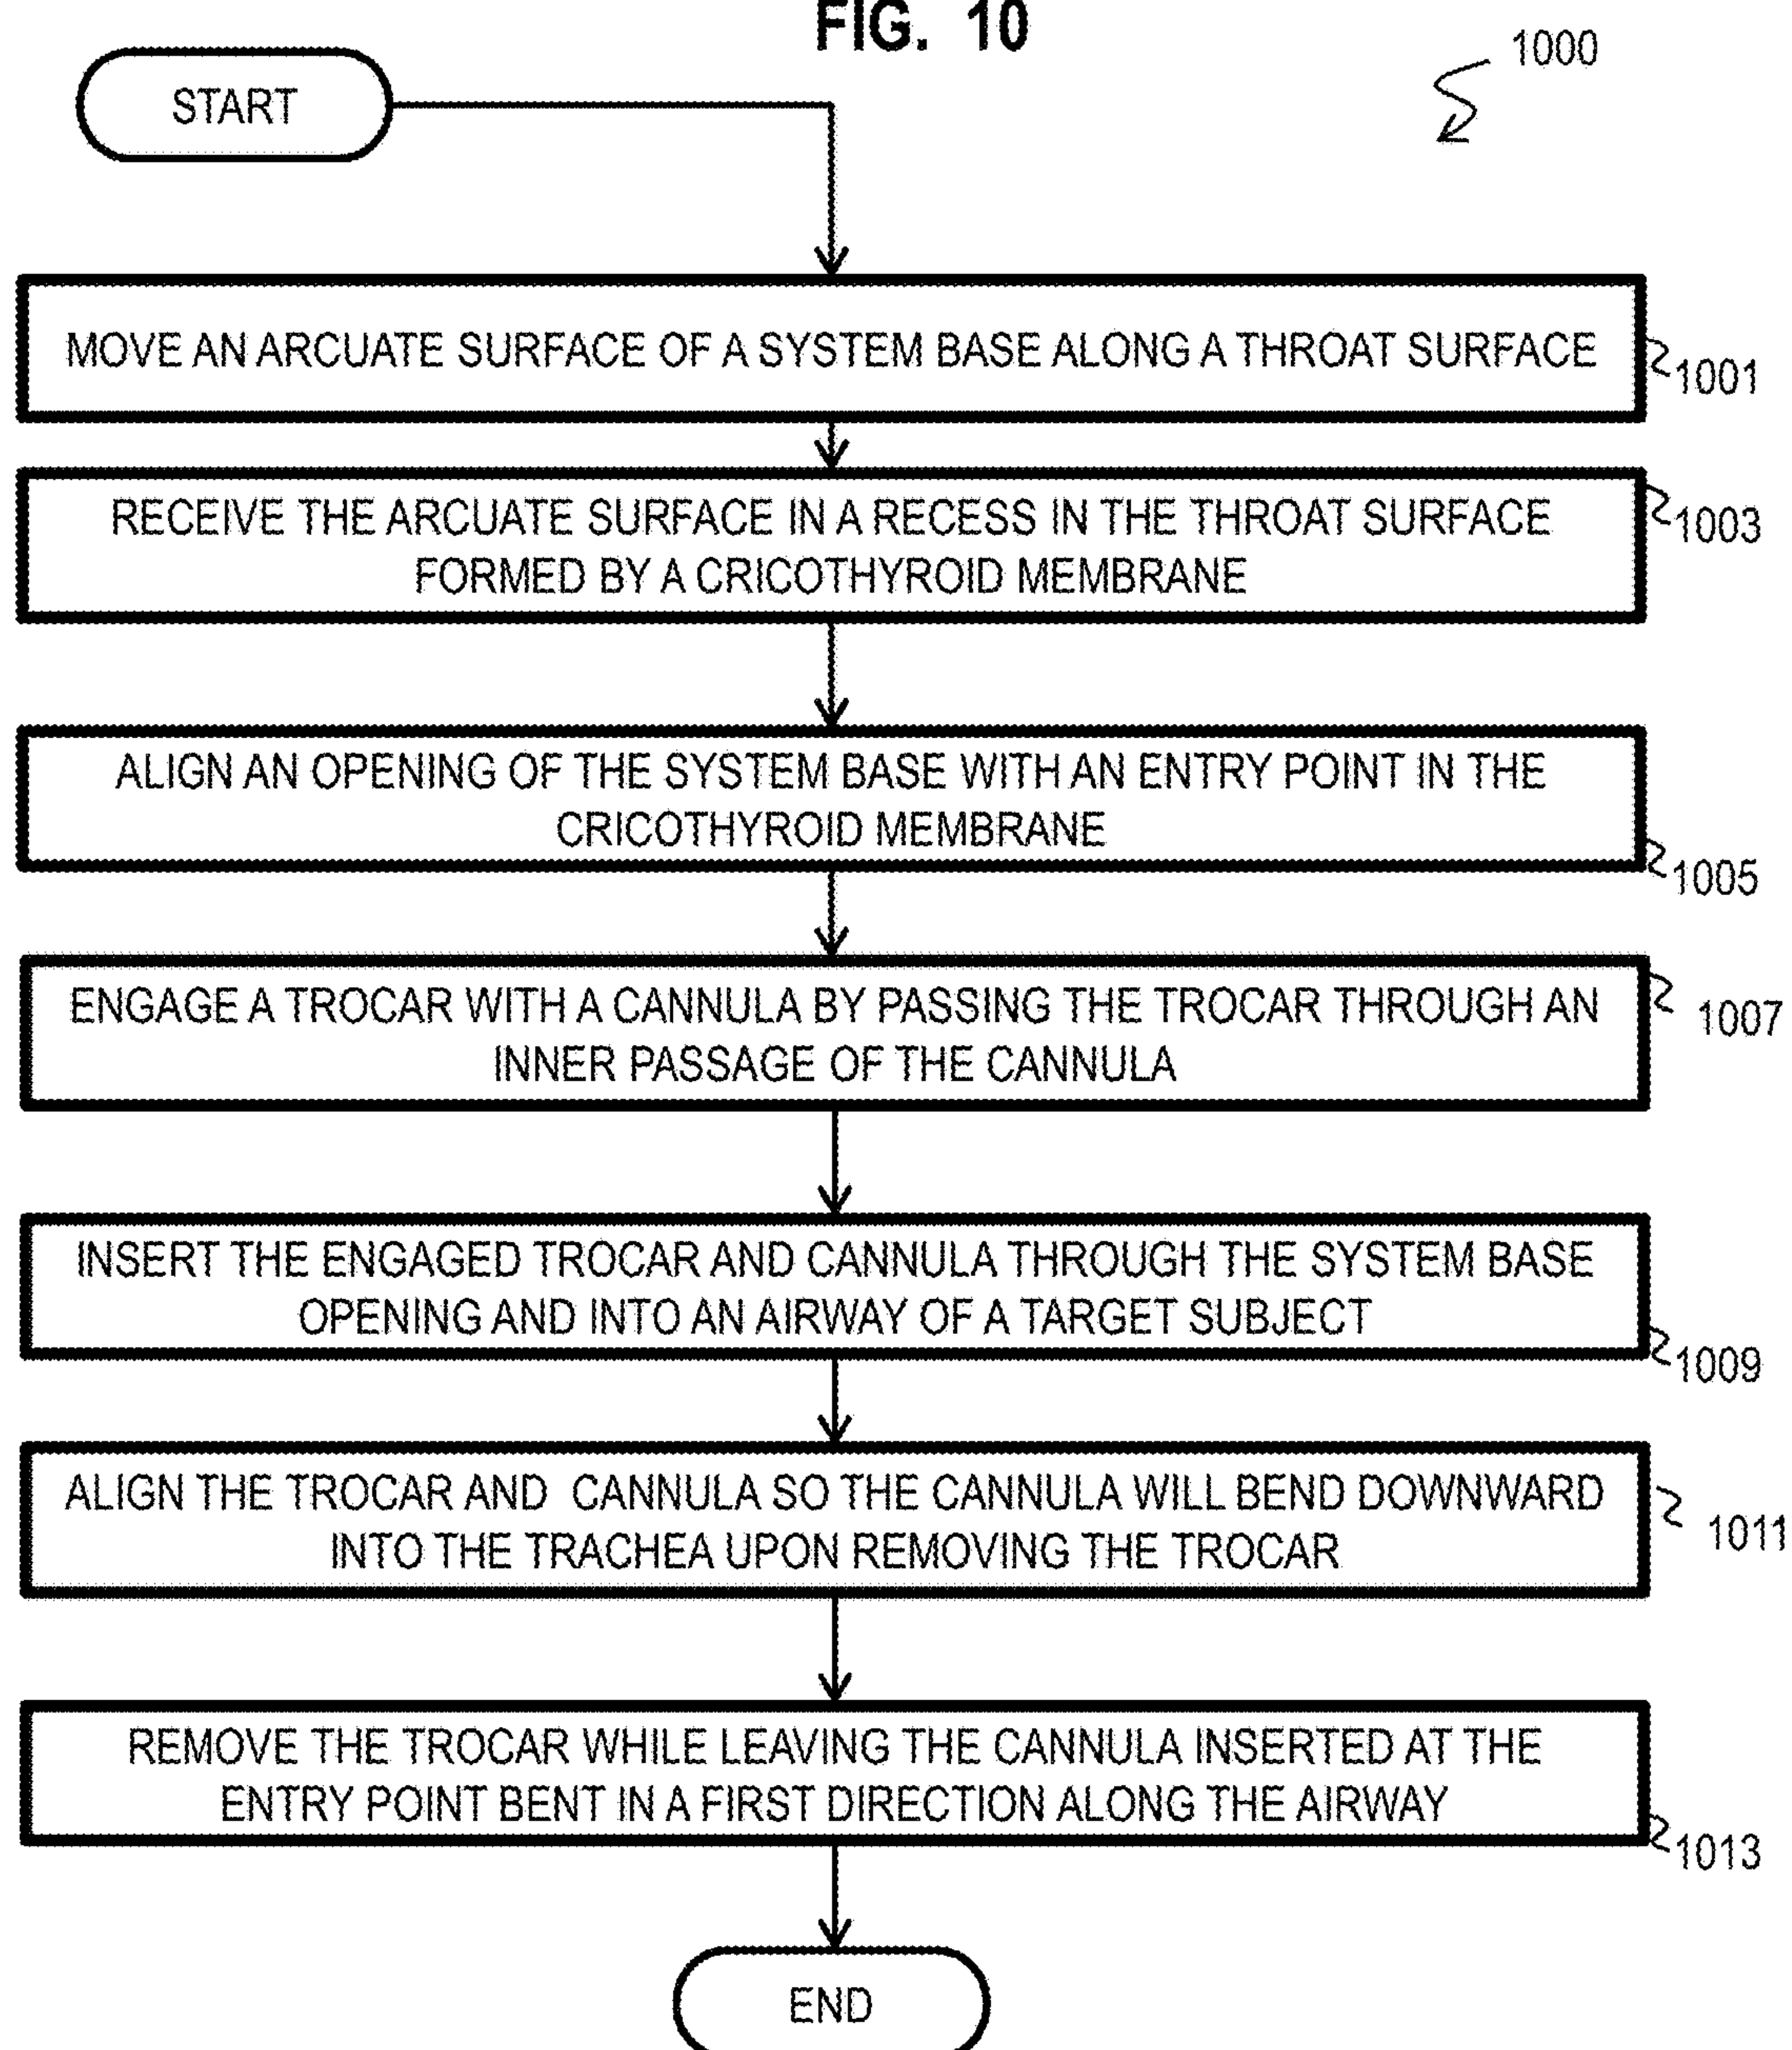 FIG. 10
1000
START
MOVE AN ARCUATE SURFACE OF A SYSTEM BASE ALONG A THROAT SURFACE
1001
RECEIVE THE ARCUATE SURFACE IN A RECESS IN THE THROAT SURFACE
FORMED BY A CRICOTHYROID MEMBRANE
1003
ALIGN AN OPENING OF THE SYSTEM BASE WITH AN ENTRY POINT IN THE
CRICOTHYROID MEMBRANE
1005
ENGAGE A TROCAR WITH A CANNULA BY PASSING THE TROCAR THROUGH AN
INNER PASSAGE OF THE CANNULA
1007
INSERT THE ENGAGED TROCAR AND CANNULA THROUGH THE SYSTEM BASE
OPENING AND INTO AN AIRWAY OF A TARGET SUBJECT
1009
ALIGN THE TROCAR AND CANNULA SO THE CANNULA WILL BEND DOWNWARD
INTO THE TRACHEA UPON REMOVING THE TROCAR
1011
REMOVE THE TROCAR WHILE LEAVING THE CANNULA INSERTED AT THE
ENTRY POINT BENT IN A FIRST DIRECTION ALONG THE AIRWAY
1013
END